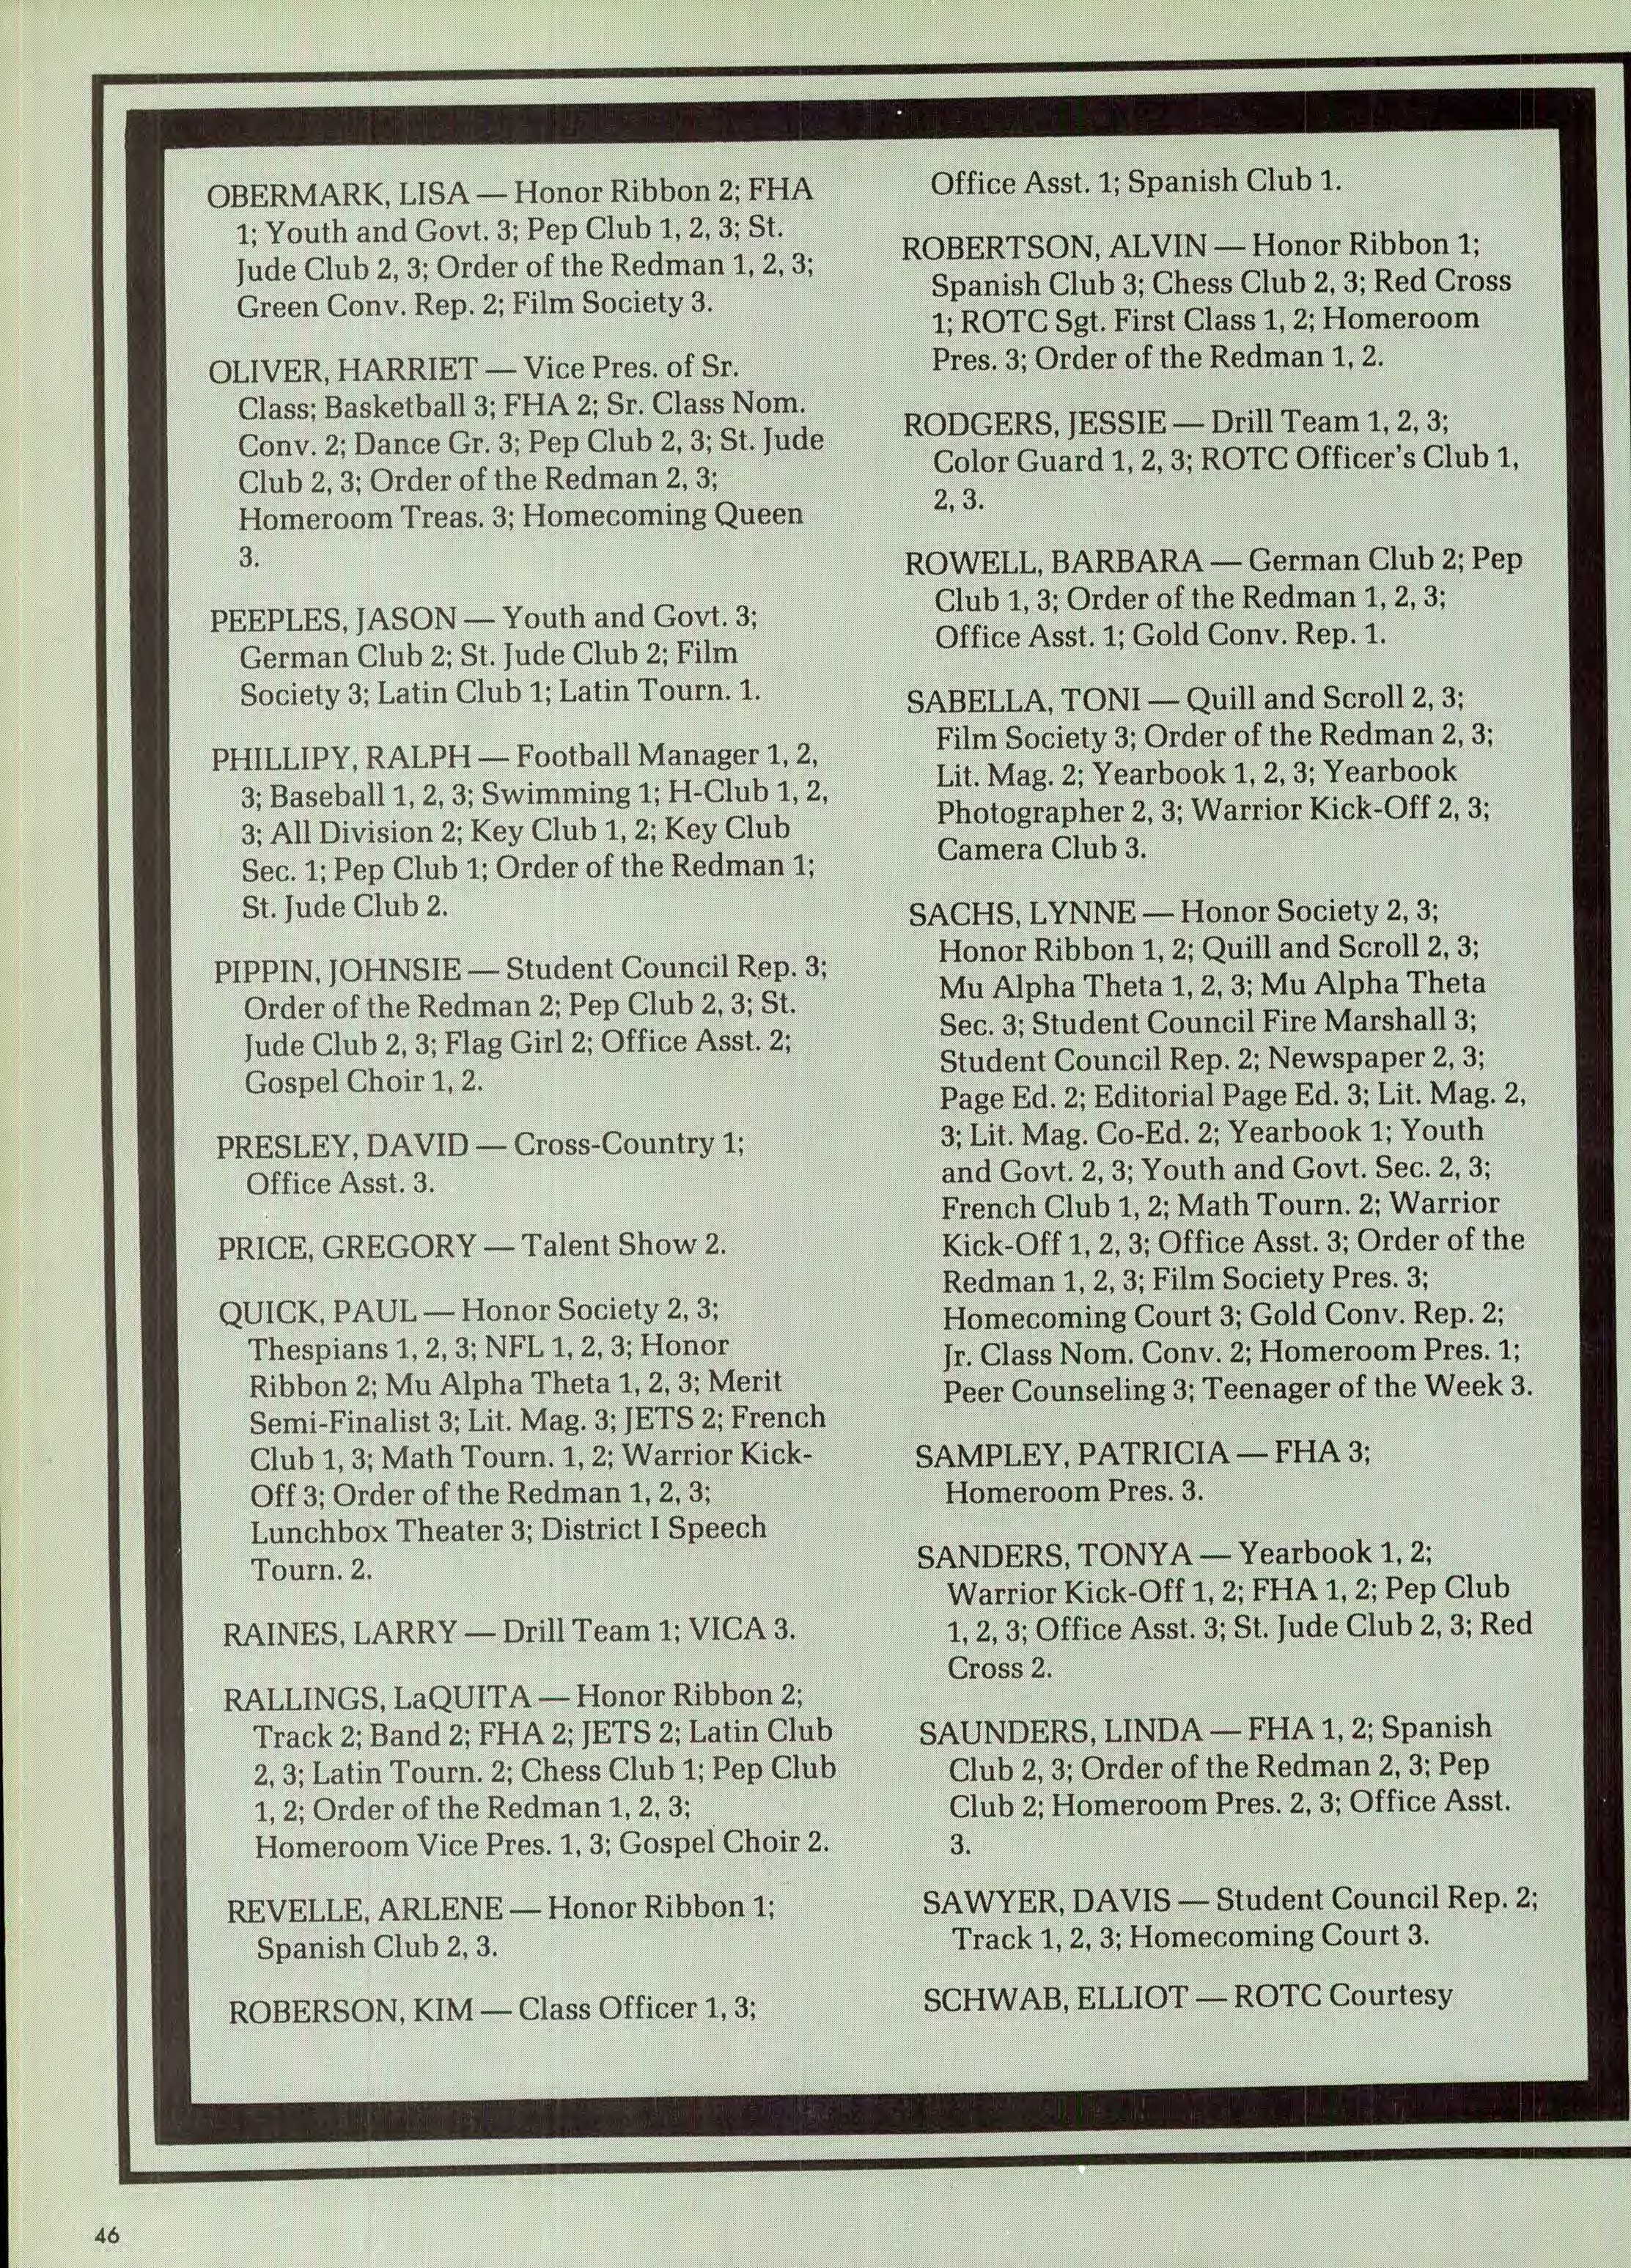 OBERMARK, LISA — Honor Ribbon 2; FHA
1; Youth and Govt. 3; Pep Club 1, 2, 3; St.
Jude Club 2, 3; Order of the Redman 1, 2, 3;
Green Conv. Rep. 2; Film Society 3.
OLIVER, HARRIET — Vice Pres. of Sr.
Class; Basketball 3; FHA 2; Sr. Class Nom.
Conv. 2; Dance Gr. 3; Pep Club 2, 3; St. Jude
Club 2, 3; Order of the Redman 2, 3;
Homeroom Treas. 3; Homecoming Queen
3.
PEEPLES, JASON — Youth and Govt. 3;
German Club 2; St. Jude Club 2; Film
Society 3; Latin Club 1; Latin Tourn. 1.
PHILLIPY, RALPH — Football Manager 1, 2,
3; Baseball 1, 2, 3; Swimming 1; H-Club 1, 2,
3; All Division 2; Key Club 1, 2; Key Club
Sec. 1; Pep Club 1; Order of the Redman 1;
St. Jude Club 2.
PIPPIN, JOHNSIE — Student Council Rep. 3;
Order of the Redman 2; Pep Club 2, 3; St.
Jude Club 2, 3; Flag Girl 2; Office Asst. 2;
Gospel Choir 1, 2.
PRESLEY, DAVID — Cross-Country 1;
Office Asst. 3.
PRICE, GREGORY — Talent Show 2.
QUICK, PAUL — Honor Society 2, 3;
Thespians 1, 2, 3; NFL 1, 2, 3; Honor
Ribbon 2; Mu Alpha Theta 1, 2, 3; Merit
Semi-Finalist 3; Lit. Mag. 3; JETS 2; French
Club 1, 3; Math Tourn. 1, 2; Warrior Kick-
Off 3; Order of the Redman 1, 2, 3;
Lunchbox Theater 3; District I Speech
Tourn. 2.
RAINES, LARRY — Drill Team 1; VICA 3.
RALLINGS, LaQUITA — Honor Ribbon 2;
Track 2; Band 2; FHA 2; JETS 2; Latin Club
2, 3; Latin Tourn. 2; Chess Club 1; Pep Club
1, 2; Order of the Redman 1, 2, 3;
Homeroom Vice Pres. 1, 3; Gospel Choir 2.
REVELLE, ARLENE — Honor Ribbon 1;
Spanish Club 2, 3.
ROBERSON, KIM — Class Officer 1, 3;
Office Asst. 1; Spanish Club 1.
ROBERTSON, ALVIN — Honor Ribbon 1;
Spanish Club 3; Chess Club 2, 3; Red Cross
1; ROTC Sgt. First Class 1, 2; Homeroom
Pres. 3; Order of the Redman 1, 2.
RODGERS, JESSIE — Drill Team 1, 2, 3;
Color Guard 1, 2, 3; ROTC Officer's Club 1,
2, 3.
ROWELL, BARBARA — German Club 2; Pep
Club 1, 3; Order of the Redman 1, 2, 3;
Office Asst. 1; Gold Conv. Rep. 1.
SABELLA, TONI — Quill and Scroll 2, 3;
Film Society 3; Order of the Redman 2, 3;
Lit. Mag. 2; Yearbook 1, 2, 3; Yearbook
Photographer 2, 3; Warrior Kick-Off 2, 3;
Camera Club 3.
SACHS, LYNNE — Honor Society 2, 3;
Honor Ribbon 1, 2; Quill and Scroll 2, 3;
Mu Alpha Theta 1, 2, 3; Mu Alpha Theta
Sec. 3; Student Council Fire Marshall 3;
Student Council Rep. 2; Newspaper 2, 3;
Page Ed. 2; Editorial Page Ed. 3; Lit. Mag. 2,
3; Lit. Mag. Co-Ed. 2; Yearbook 1; Youth
and Govt. 2, 3; Youth and Govt. Sec. 2, 3;
French Club 1, 2; Math Tourn. 2; Warrior
Kick-Off 1, 2, 3; Office Asst. 3; Order of the
Redman 1, 2, 3; Film Society Pres. 3;
Homecoming Court 3; Gold Conv. Rep. 2;
Jr. Class Nom. Conv. 2; Homeroom Pres. 1;
Peer Counseling 3; Teenager of the Week 3.
SAMPLEY, PATRICIA — FHA 3;
Homeroom Pres. 3.
SANDERS, TONYA — Yearbook 1, 2;
Warrior Kick-Off 1, 2; FHA 1, 2; Pep Club
1, 2, 3; Office Asst. 3; St. Jude Club 2, 3; Red
Cross 2.
SAUNDERS, LINDA — FHA 1, 2; Spanish
Club 2, 3; Order of the Redman 2, 3; Pep
Club 2; Homeroom Pres. 2, 3; Office Asst.
3.
SAWYER, DAVIS — Student Council Rep. 2;
Track 1, 2, 3; Homecoming Court 3.
SCHWAB, ELLIOT — ROTC Courtesy
46